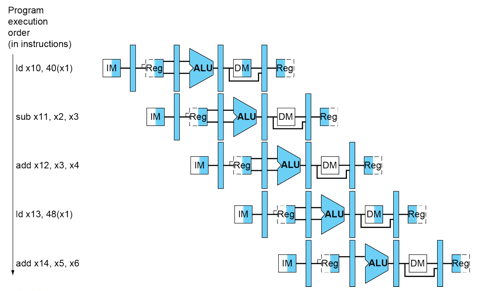 Program
execution
order
(in instructions)
ld x10, 40(x1)
IM Reg ALU DM Reg
sub x11, x2, x3
IM Reg ALU DM Reg
add x12, x3, x4
IM Reg ALU DM Reg
ld x13, 48(x1)
IM Reg ALU DM Reg
add x14, x5, x6
IM Reg ALU DM Reg